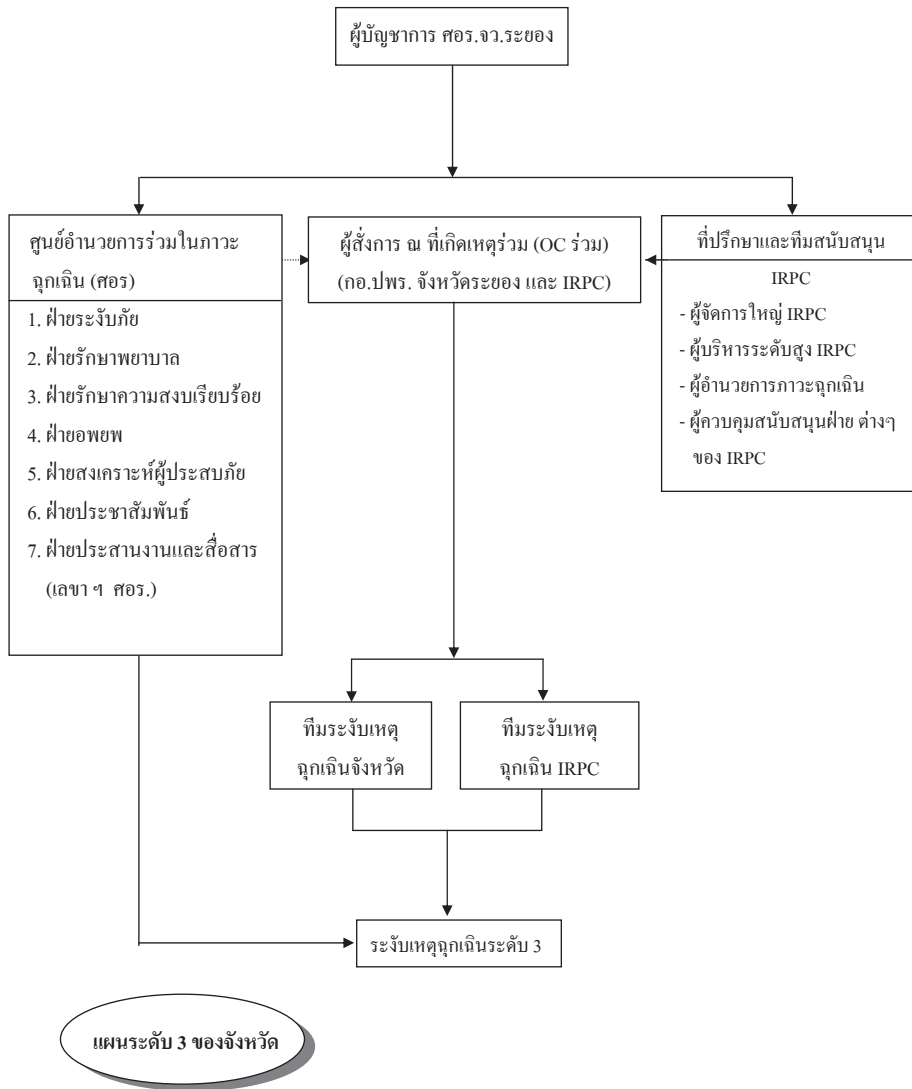 ผู้บัญชาการ ศอร.จว.ระยอง
ศูนย์อำนวยการร่วมในภาวะ
ฉุกเฉิน (ศอร)
1. ฝ่ายระงับภัย
2. ฝ่ายรักษาพยาบาล
3. ฝ่ายรักษาความสงบเรียบร้อย
4. ฝ่ายอพยพ
5. ฝ่ายสงเคราะห์ผู้ประสบภัย
6. ฝ่ายประชาสัมพันธ์
7. ฝ่ายประสานงานและสื่อสาร
(เลขา ฯ ศอร.)
ผู้สั่งการ ณ ที่เกิดเหตุร่วม (OC ร่วม)
(กอ.ปพร. จังหวัดระยอง และ IRPC)
ที่ปรึกษาและทีมสนับสนุน
IRPC
- ผู้จัดการใหญ่ IRPC
- ผู้บริหารระดับสูง IRPC
- ผู้อำนวยการภาวะฉุกเฉิน
- ผู้ควบคุมสนับสนุนฝ่าย ต่างๆ
ของ IRPC
ทีมระงับเหตุ
ฉุกเฉินจังหวัด
ทีมระงับเหตุ
ฉุกเฉิน IRPC
ระงับเหตุฉุกเฉินระดับ 3
แผนระดับ 3 ของจังหวัด